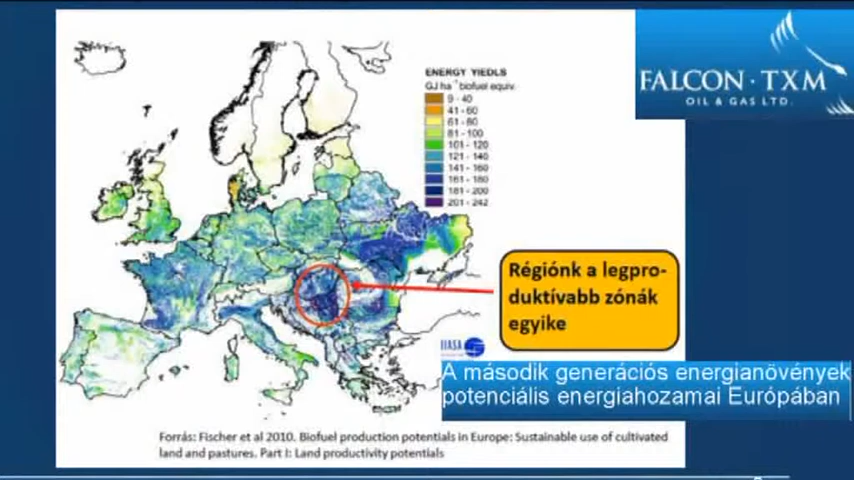 FALCON · TXM
OIL & GAS LTD.
ENERGY YIEDLS
GJ ha⁻¹ biofuel equiv.
9 - 40
41 - 60
61 - 80
81 - 100
101 - 120
121 - 140
141 - 160
161 - 180
181 - 200
201 - 242
Régiónk a legpro-
duktívabb zónák
egyike
IIASA
A második generációs energianövények
potenciális energiahozamai Európában
Forrás: Fischer et al 2010. Biofuel production potentials in Europe: Sustainable use of cultivated
land and pastures. Part I: Land productivity potentials